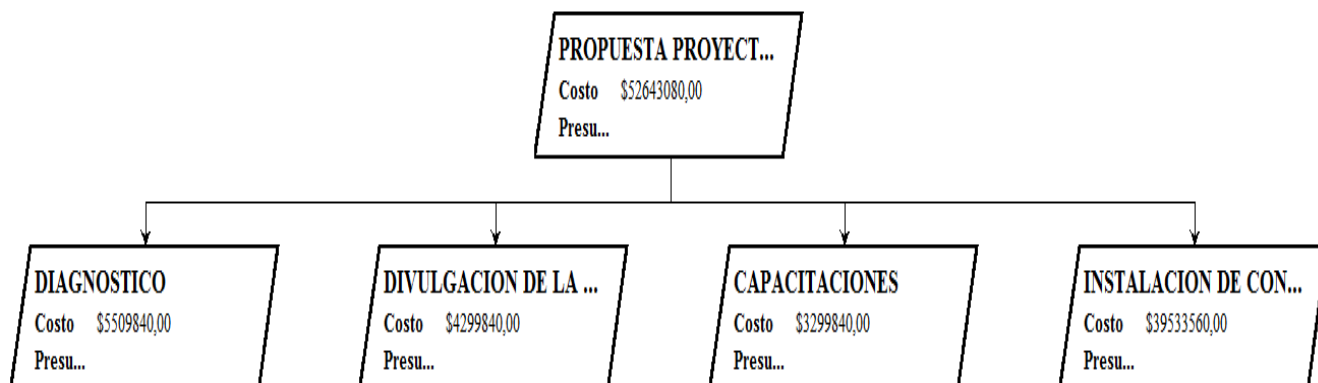 PROPUESTA PROYECT...
Costo $52643080,00
Presu...
DIAGNOSTICO
Costo $5509840,00
Presu...
DIVULGACION DE LA ...
Costo $4299840,00
Presu...
CAPACITACIONES
Costo $3299840,00
Presu...
INSTALACION DE CON...
Costo $39533560,00
Presu...